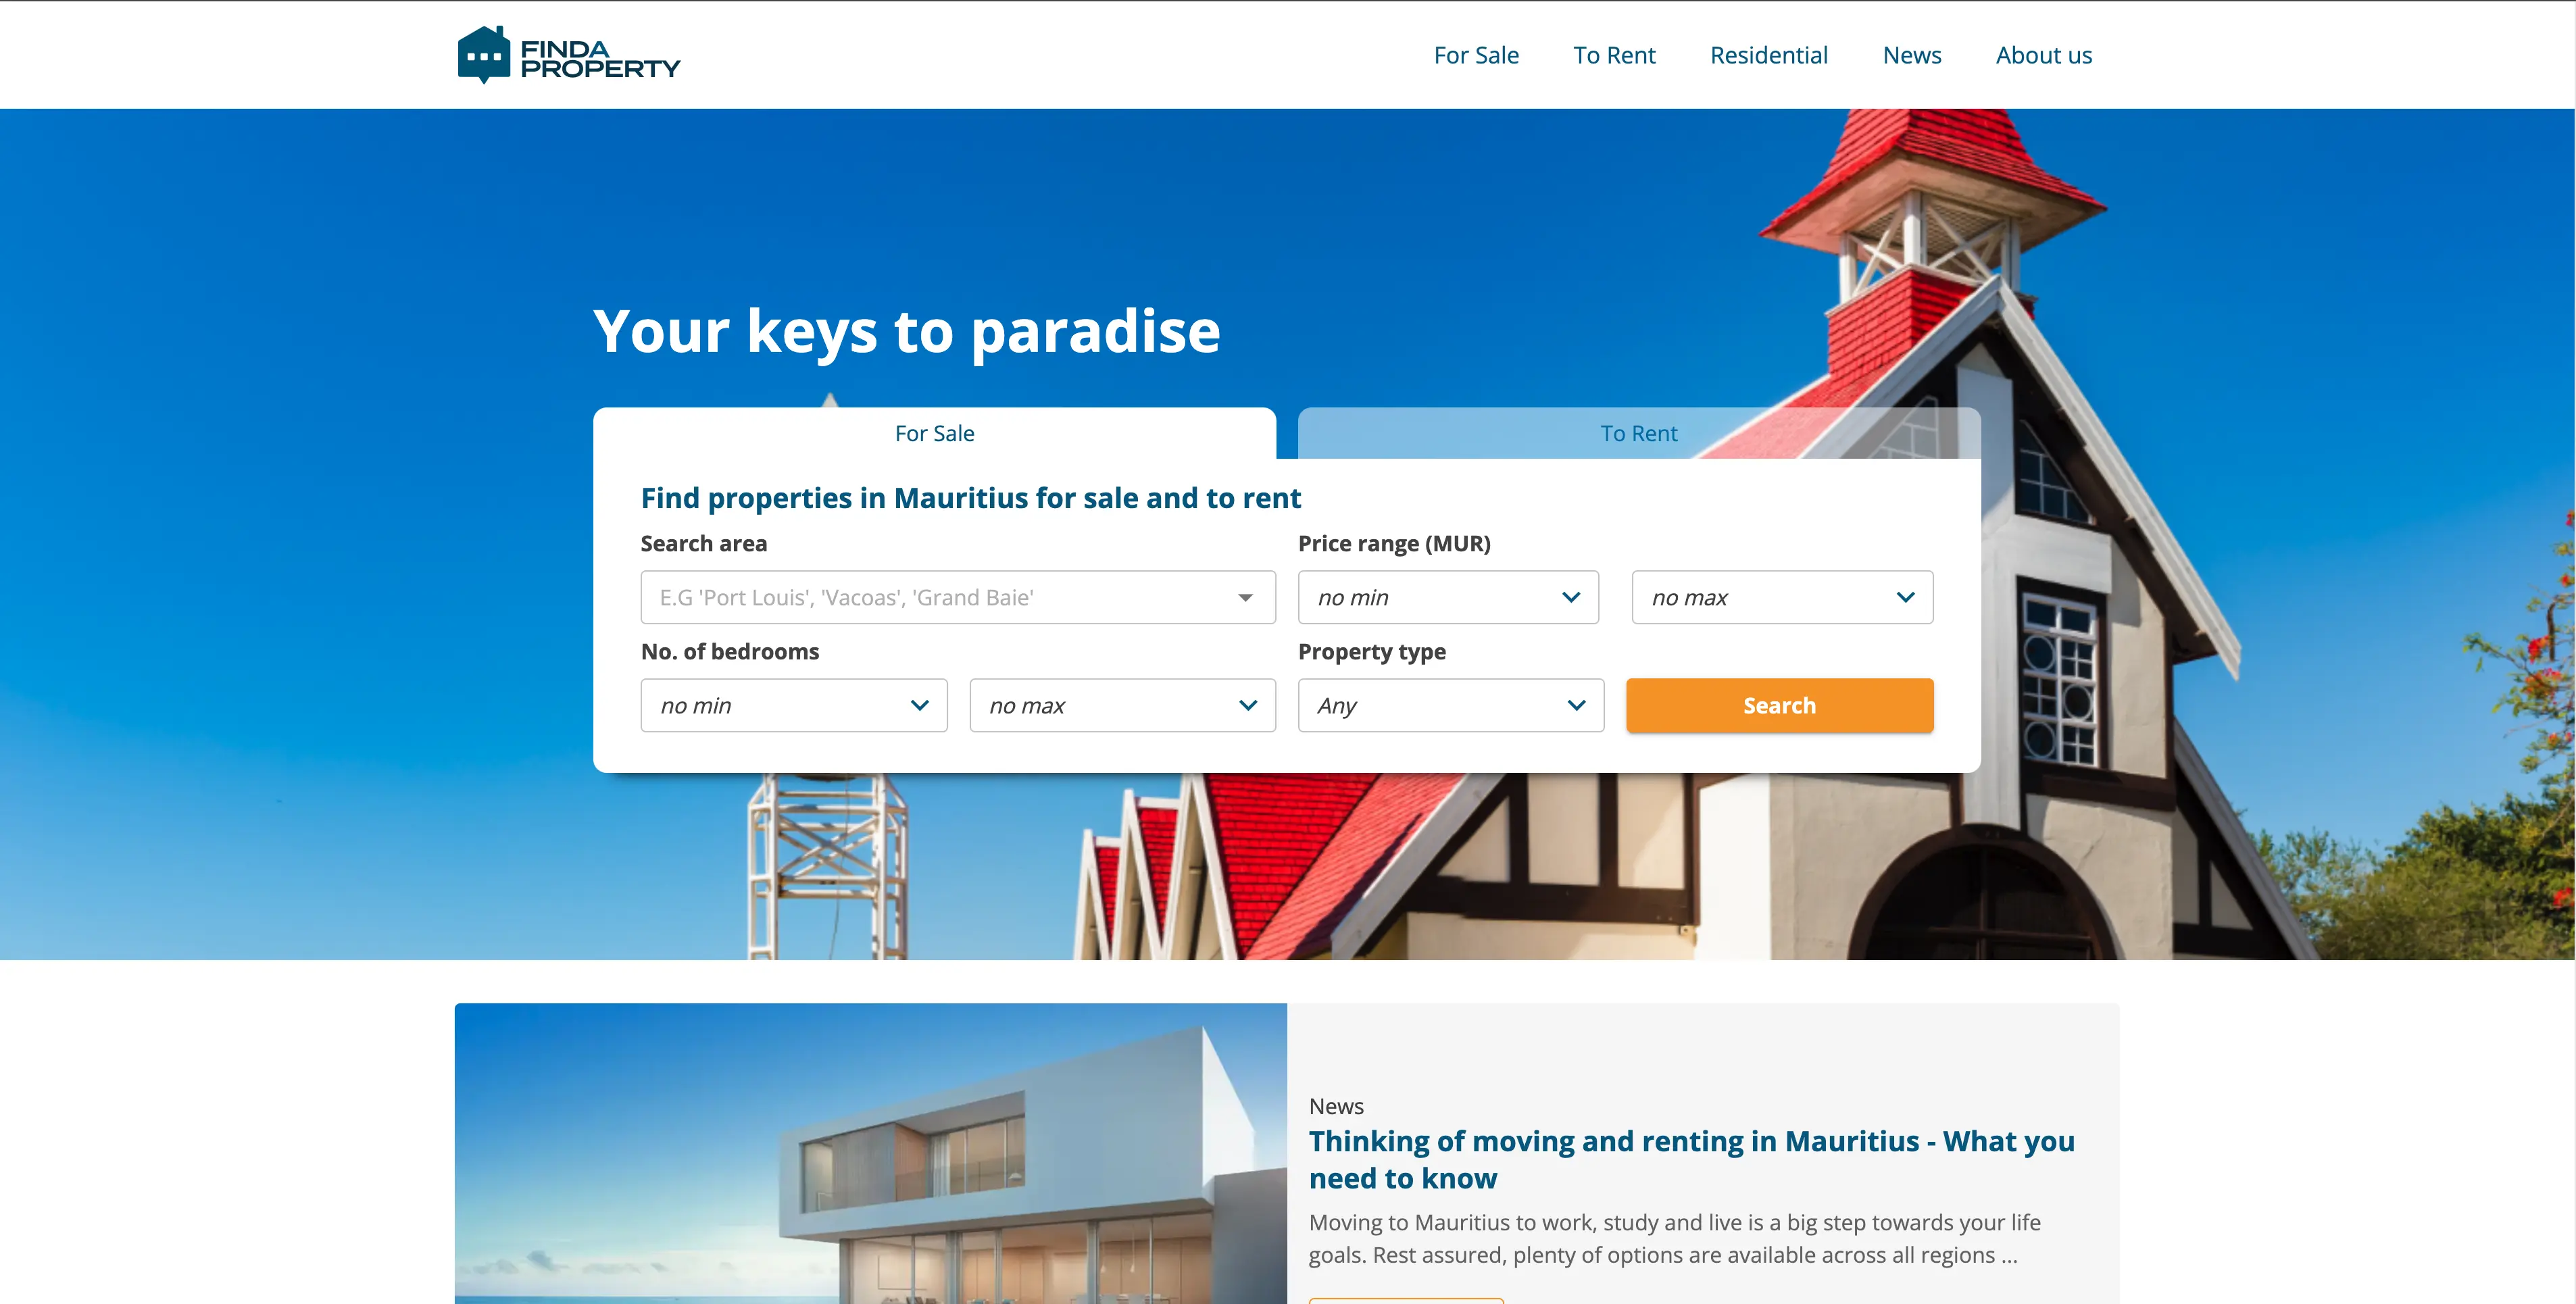 FINDA
PROPERTY
For Sale
To Rent
Residential
News
About us
Your keys to paradise
For Sale
To Rent
Find properties in Mauritius for sale and to rent
Search area
Price range (MUR)
E.G 'Port Louis', 'Vacoas', 'Grand Baie'
no min
no max
No. of bedrooms
Property type
no min
no max
Any
Search
News
Thinking of moving and renting in Mauritius - What you
need to know
Moving to Mauritius to work, study and live is a big step towards your life
goals. Rest assured, plenty of options are available across all regions ...